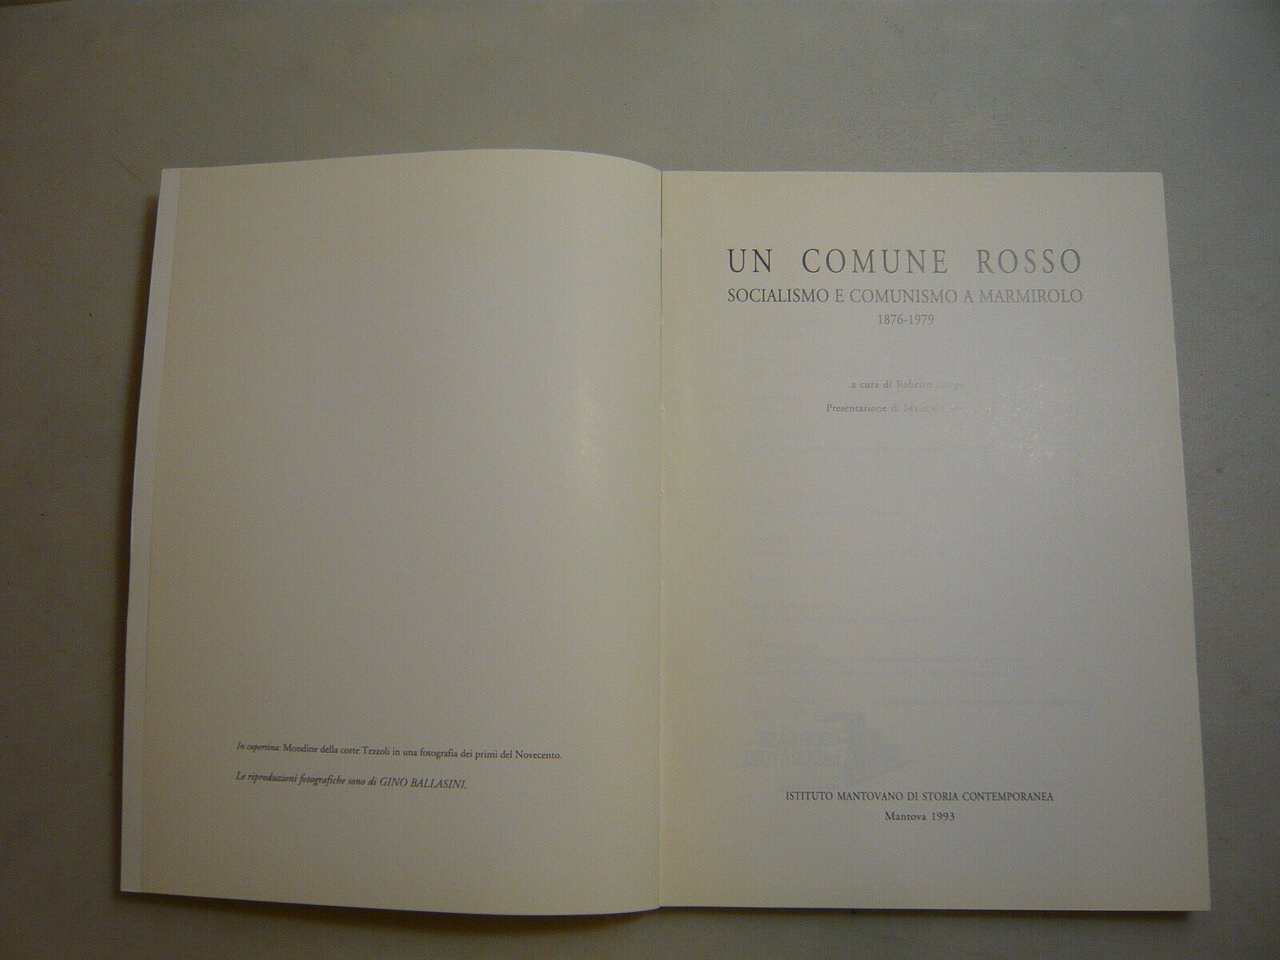 In copertina: Mondine della corte Terzoli in una fotografia dei primi del Novecento.
Le riproduzioni fotografiche sono di GINO BALLASINI.
UN COMUNE ROSSO
SOCIALISMO E COMUNISMO A MARMIROLO
1876-1979
a cura di Roberto
Presentazione di
ISTITUTO MANTOVANO DI STORIA CONTEMPORANEA
Mantova 1993